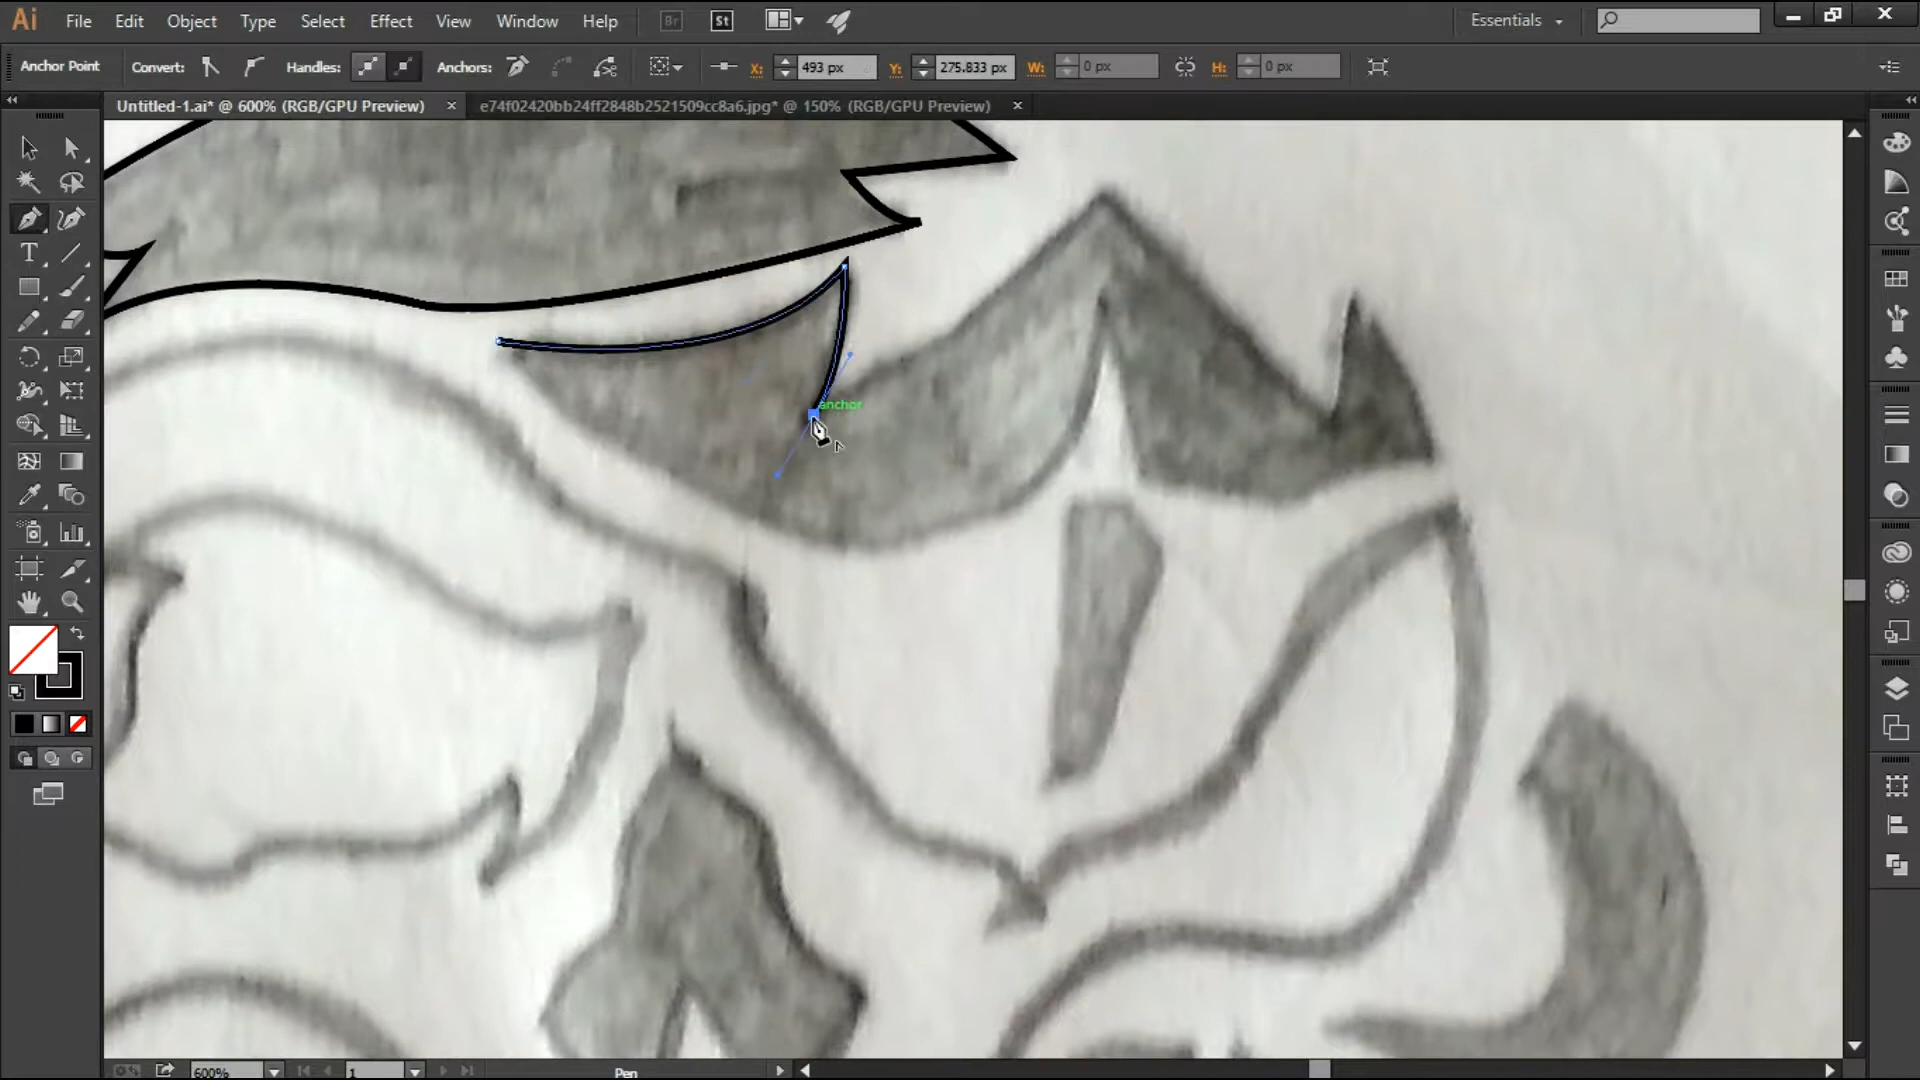 Ai File Edit Object Type Select Effect View Window Help Br St Essentials
Anchor Point Convert: Handles: Anchors: X: 493 px Y: 275.833 px W: 0 px H: 0 px
Untitled-1.ai* @ 600% (RGB/GPU Preview) × e74f02420bb24ff2848b2521509cc8a6.jpg* @ 150% (RGB/GPU Preview) ×
anchor
T
600% 1 Pen